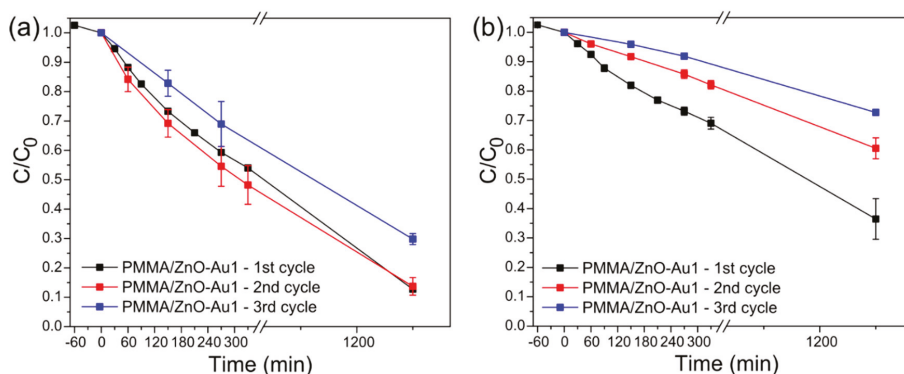 (a)
C/C0
1.0
0.9
0.8
0.7
0.6
0.5
0.4
0.3
0.2
0.1
0.0
PMMA/ZnO-Au1 - 1st cycle
PMMA/ZnO-Au1 - 2nd cycle
PMMA/ZnO-Au1 - 3rd cycle
-60 0 60 120 180 240 300 1200
Time (min)
(b)
C/C0
1.0
0.9
0.8
0.7
0.6
0.5
0.4
0.3
0.2
0.1
0.0
PMMA/ZnO-Au1 - 1st cycle
PMMA/ZnO-Au1 - 2nd cycle
PMMA/ZnO-Au1 - 3rd cycle
-60 0 60 120 180 240 300 1200
Time (min)